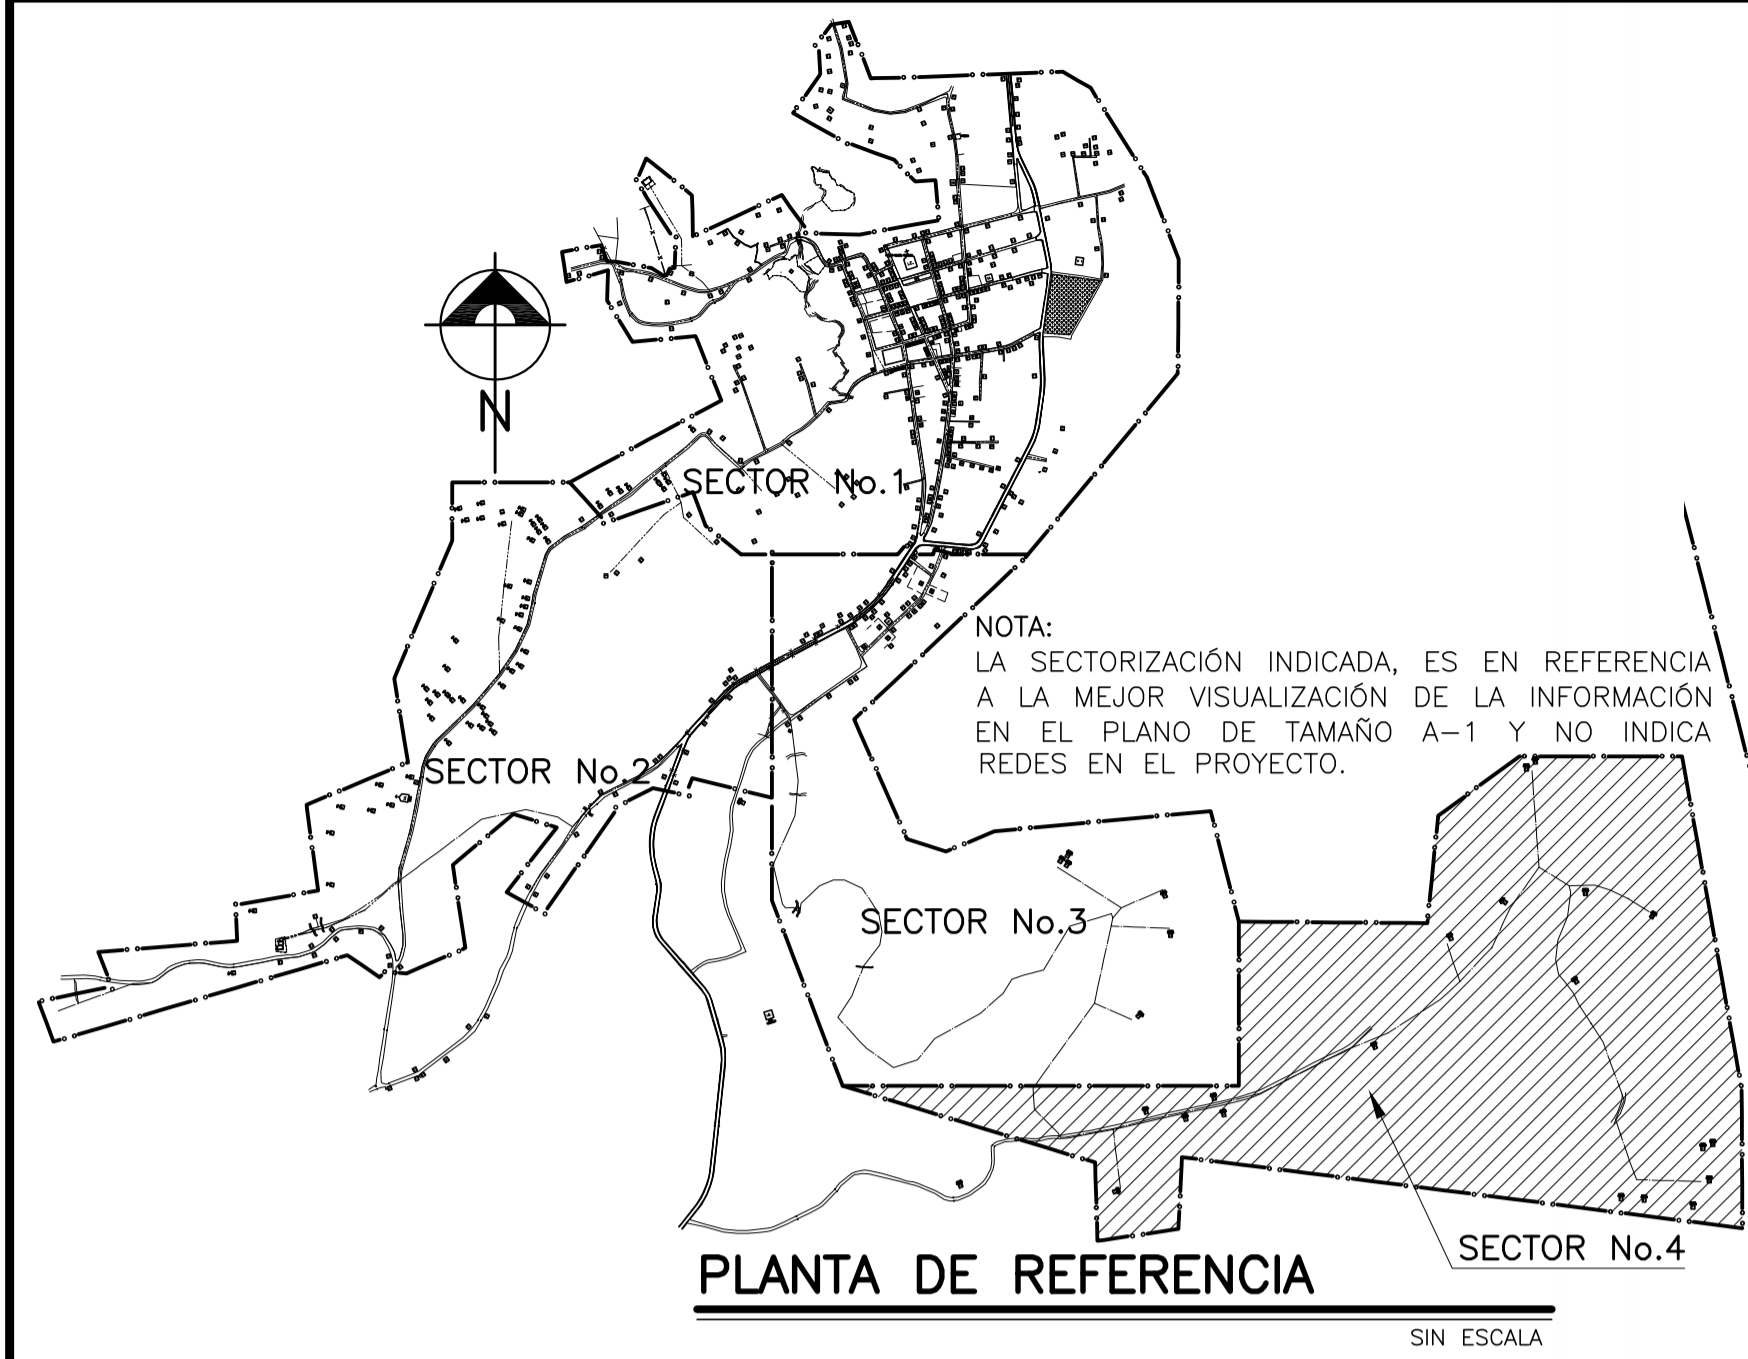 N
SECTOR No.1
NOTA:
LA SECTORIZACIÓN INDICADA, ES EN REFERENCIA
A LA MEJOR VISUALIZACIÓN DE LA INFORMACIÓN
EN EL PLANO DE TAMAÑO A-1 Y NO INDICA
REDES EN EL PROYECTO.
SECTOR No.2
SECTOR No.3
SECTOR No.4
PLANTA DE REFERENCIA
SIN ESCALA